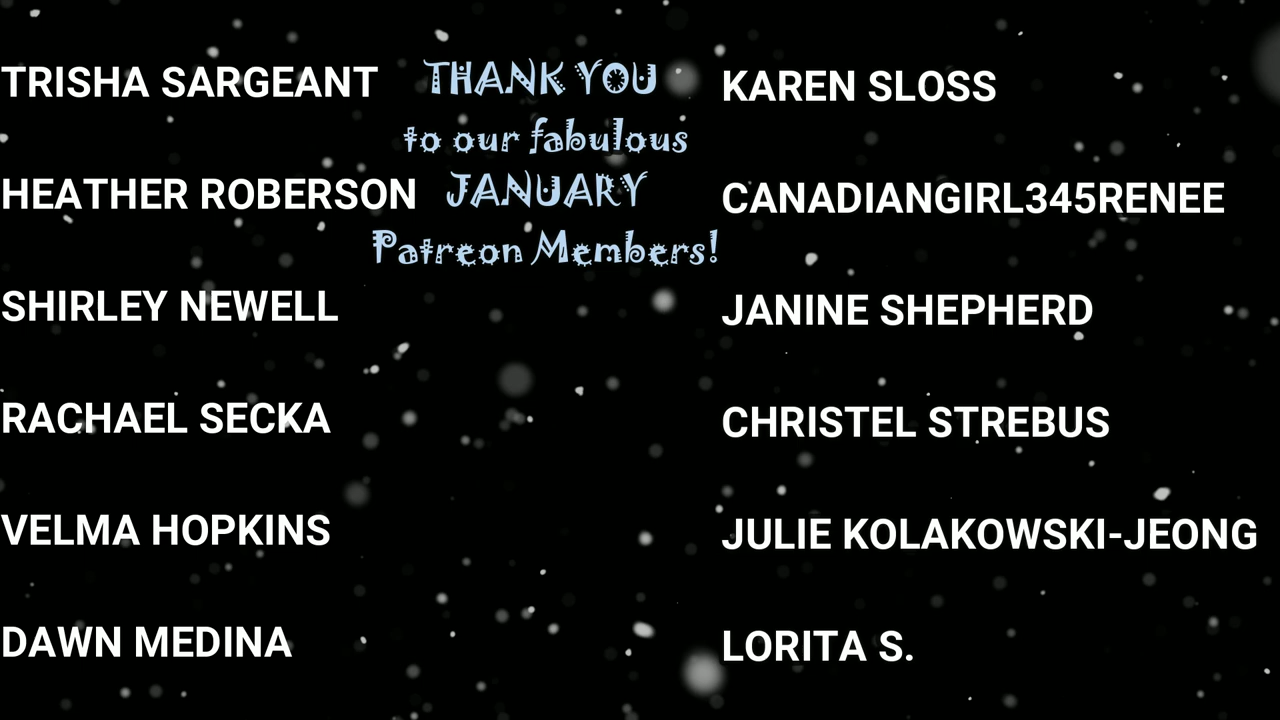 TRISHA SARGEANT
HEATHER ROBERSON
SHIRLEY NEWELL
RACHAEL SECKA
VELMA HOPKINS
DAWN MEDINA
THANK YOU
to our fabulous
JANUARY
Patreon Members!
KAREN SLOSS
CANADIANGIRL345RENEE
JANINE SHEPHERD
CHRISTEL STREBUS
JULIE KOLAKOWSKI-JEONG
LORITA S.